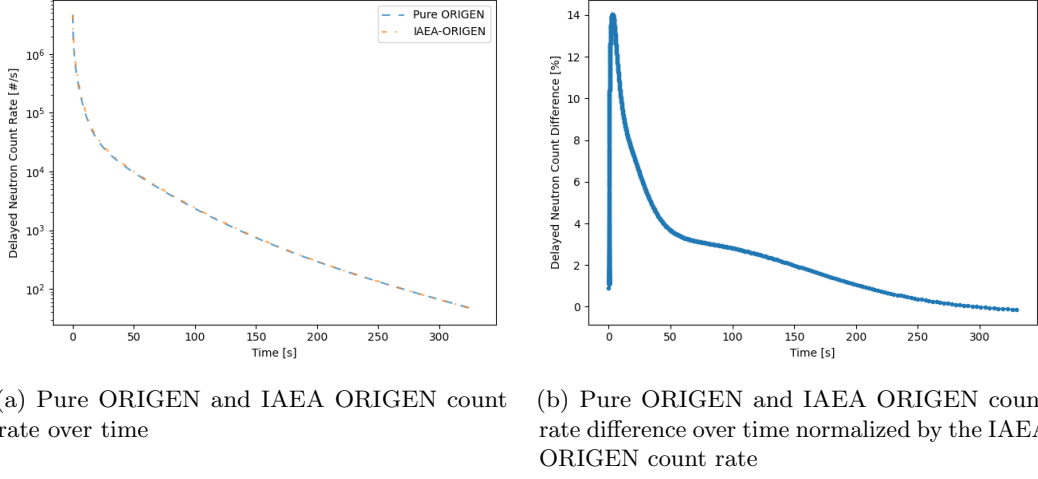 Pure ORIGEN
IAEA-ORIGEN
Delayed Neutron Count Rate [#/s]
10^6
10^5
10^4
10^3
10^2
0 50 100 150 200 250 300
Time [s]
Delayed Neutron Count Difference [%]
14
12
10
8
6
4
2
0
0 50 100 150 200 250 300
Time [s]
(a) Pure ORIGEN and IAEA ORIGEN count
rate over time
(b) Pure ORIGEN and IAEA ORIGEN coun
rate difference over time normalized by the IAEA
ORIGEN count rate